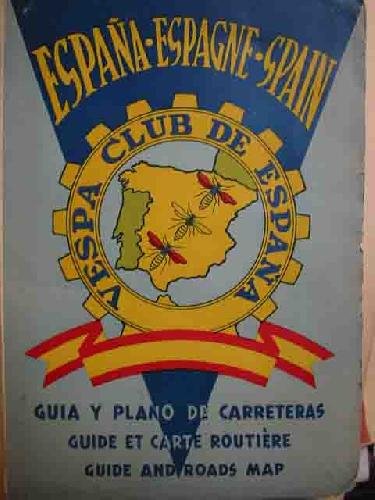 ESPAÑA·ESPAGNE·SPAIN
VESPA CLUB DE ESPAÑA
GUIA Y PLANO DE CARRETERAS
GUIDE ET CARTE ROUTIÈRE
GUIDE AND ROADS MAP